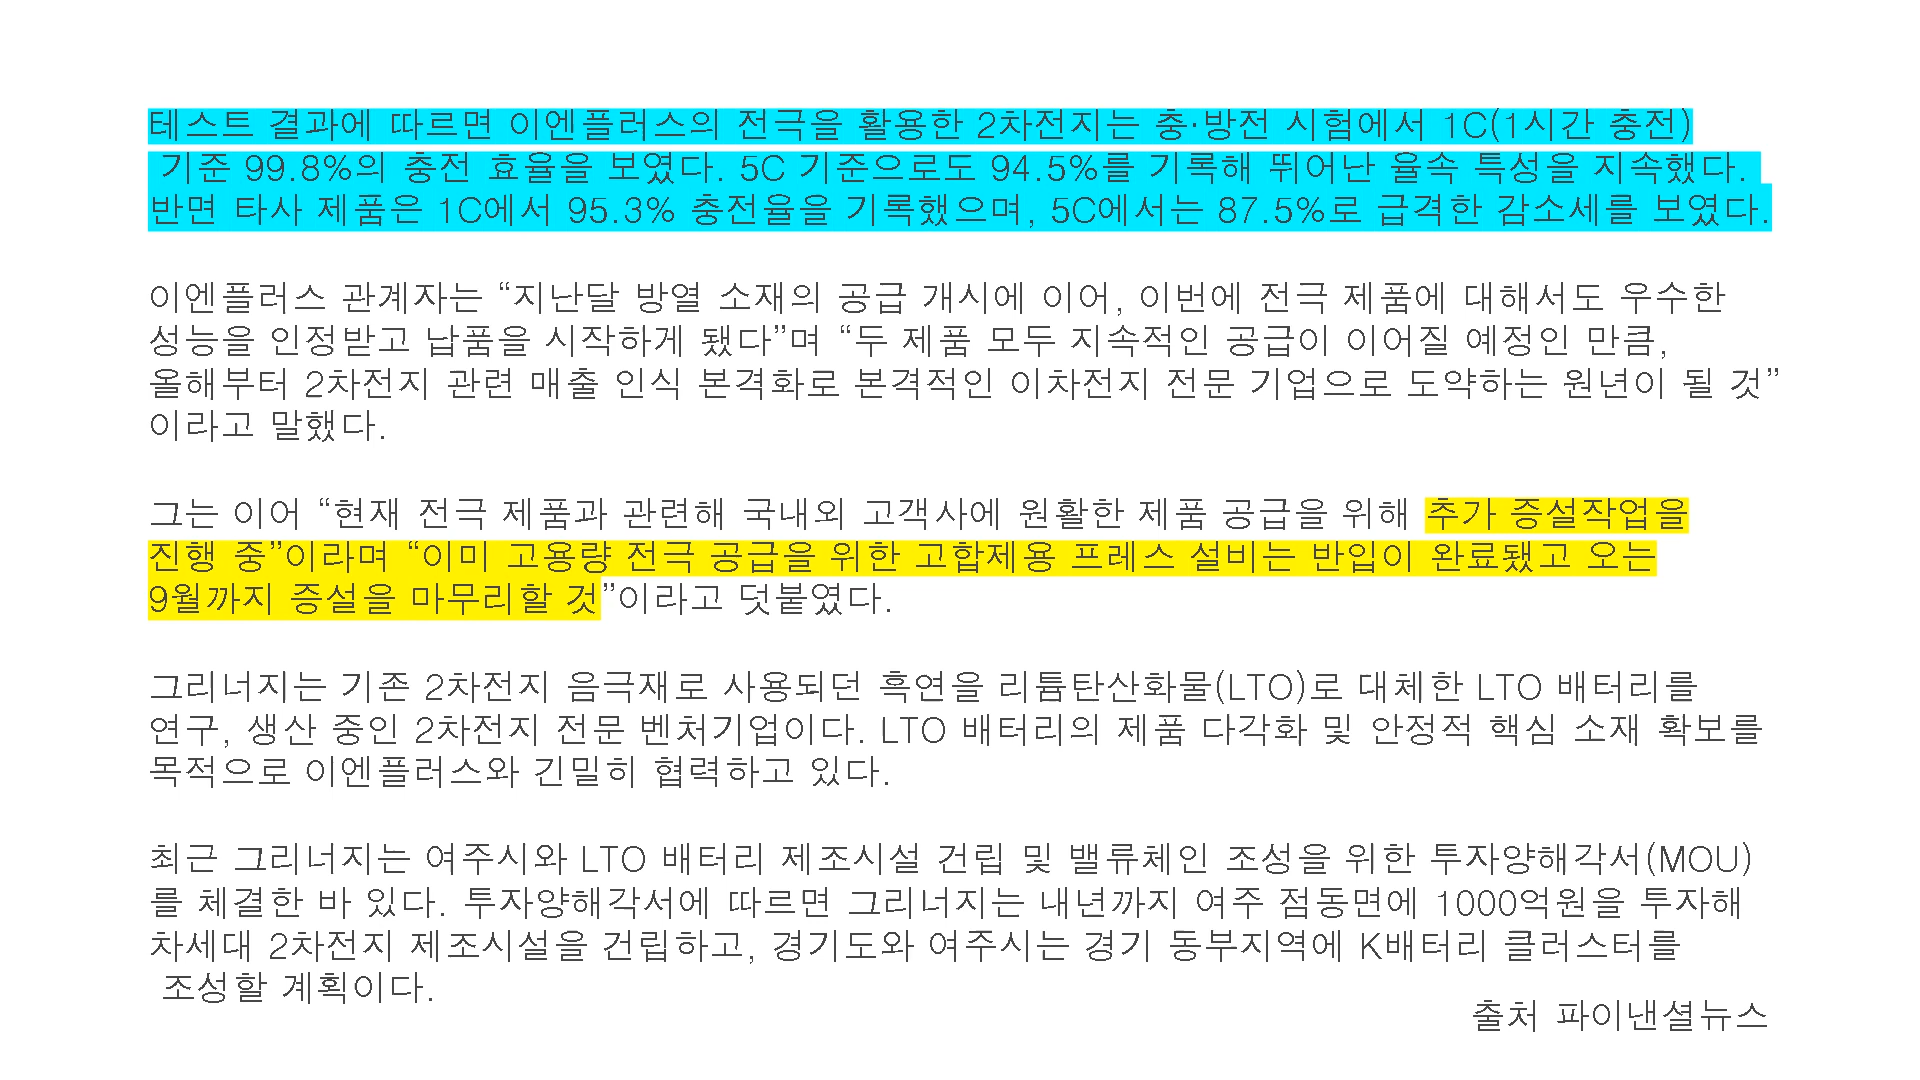 테스트 결과에 따르면 이엔플러스의 전극을 활용한 2차전지는 충·방전 시험에서 1C(1시간 충전)
기준 99.8%의 충전 효율을 보였다. 5C 기준으로도 94.5%를 기록해 뛰어난 율속 특성을 지속했다.
반면 타사 제품은 1C에서 95.3% 충전율을 기록했으며, 5C에서는 87.5%로 급격한 감소세를 보였다.
이엔플러스 관계자는 “지난달 방열 소재의 공급 개시에 이어, 이번에 전극 제품에 대해서도 우수한
성능을 인정받고 납품을 시작하게 됐다”며 “두 제품 모두 지속적인 공급이 이어질 예정인 만큼,
올해부터 2차전지 관련 매출 인식 본격화로 본격적인 이차전지 전문 기업으로 도약하는 원년이 될 것”
이라고 말했다.
그는 이어 “현재 전극 제품과 관련해 국내외 고객사에 원활한 제품 공급을 위해 추가 증설작업을
진행 중”이라며 “이미 고용량 전극 공급을 위한 고합제용 프레스 설비는 반입이 완료됐고 오는
9월까지 증설을 마무리할 것”이라고 덧붙였다.
그리너지는 기존 2차전지 음극재로 사용되던 흑연을 리튬탄산화물(LTO)로 대체한 LTO 배터리를
연구, 생산 중인 2차전지 전문 벤처기업이다. LTO 배터리의 제품 다각화 및 안정적 핵심 소재 확보를
목적으로 이엔플러스와 긴밀히 협력하고 있다.
최근 그리너지는 여주시와 LTO 배터리 제조시설 건립 및 밸류체인 조성을 위한 투자양해각서(MOU)
를 체결한 바 있다. 투자양해각서에 따르면 그리너지는 내년까지 여주 점동면에 1000억원을 투자해
차세대 2차전지 제조시설을 건립하고, 경기도와 여주시는 경기 동부지역에 K배터리 클러스터를
조성할 계획이다.
출처 파이낸셜뉴스